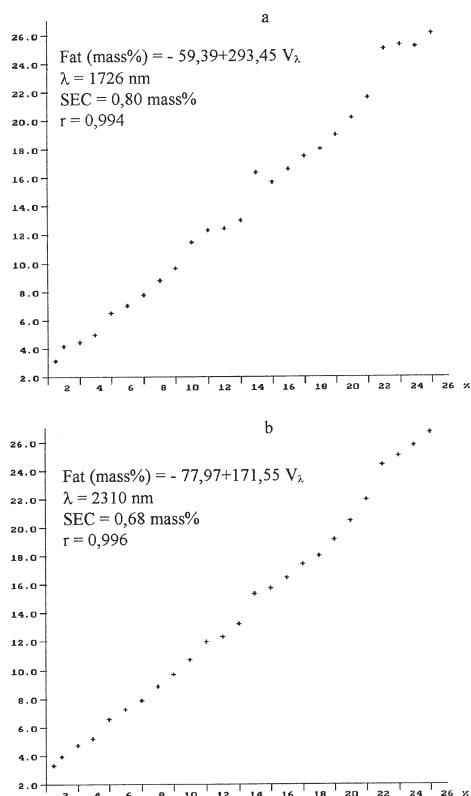 a
26.0
24.0
22.0
20.0
18.0
16.0
14.0
12.0
10.0
8.0
6.0
4.0
2.0
Fat (mass%) = - 59,39+293,45 Vλ
λ = 1726 nm
SEC = 0,80 mass%
r = 0,994
2 4 6 8 10 12 14 16 18 20 22 24 26 %
b
26.0
24.0
22.0
20.0
18.0
16.0
14.0
12.0
10.0
8.0
6.0
4.0
2.0
Fat (mass%) = - 77,97+171,55 Vλ
λ = 2310 nm
SEC = 0,68 mass%
r = 0,996
2 4 6 8 10 12 14 16 18 20 22 24 26 %